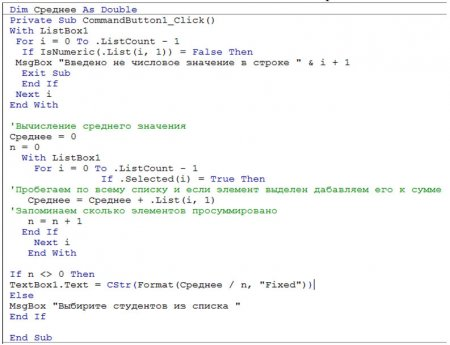 Dim Среднее As Double
Private Sub CommandButton1_Click()
With ListBox1
For i = 0 To .ListCount - 1
If IsNumeric(.List(i, 1)) = False Then
MsgBox "Введено не числовое значение в строке " & i + 1
Exit Sub
End If
Next i
End With
'Вычисление среднего значения
Среднее = 0
n = 0
With ListBox1
For i = 0 To .ListCount - 1
If .Selected(i) = True Then
'Пробегаем по всему списку и если элемент выделен дабавляем его к сумме
Среднее = Среднее + .List(i, 1)
'Запоминаем сколько элементов просуммировано
n = n + 1
End If
Next i
End With
If n <> 0 Then
TextBox1.Text = CStr(Format(Среднее / n, "Fixed"))
Else
MsgBox "Выбирите студентов из списка "
End If
End Sub